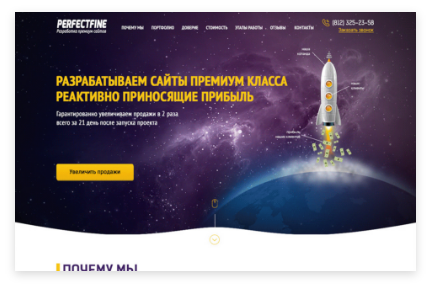 PERFECTFINE
Разработка премиум сайтов
ПОЧЕМУ МЫ ПОРТФОЛИО ДОВЕРИЕ СТОИМОСТЬ ЭТАПЫ РАБОТЫ ОТЗЫВЫ КОНТАКТЫ
(812) 325-23-58
Заказать звонок
РАЗРАБАТЫВАЕМ САЙТЫ ПРЕМИУМ КЛАССА
РЕАКТИВНО ПРИНОСЯЩИЕ ПРИБЫЛЬ
Гарантированно увеличиваем продажи в 2 раза
всего за 21 день после запуска проекта
Увеличить продажи
ПОЧЕМУ МЫ